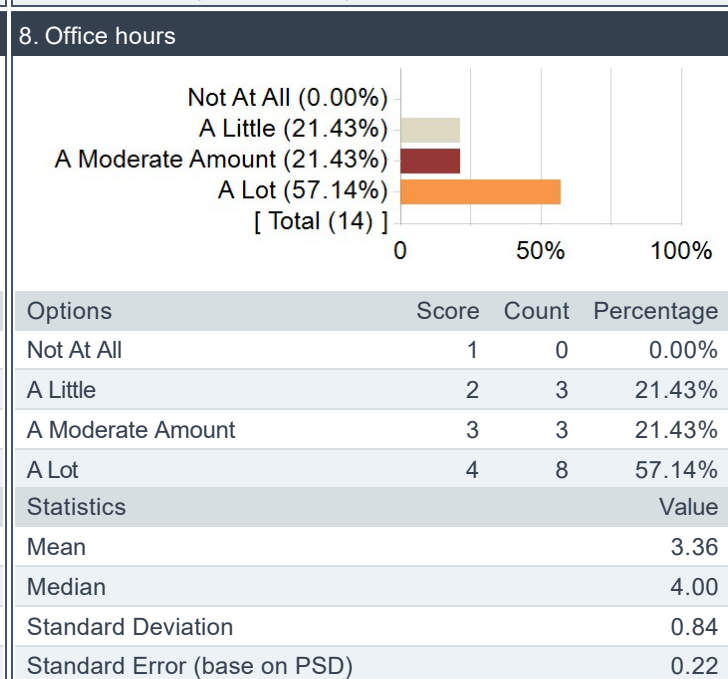 8. Office hours
Not At All (0.00%)
A Little (21.43%)
A Moderate Amount (21.43%)
A Lot (57.14%)
[ Total (14) ]
0 50% 100%
Options Score Count Percentage
Not At All 1 0 0.00%
A Little 2 3 21.43%
A Moderate Amount 3 3 21.43%
A Lot 4 8 57.14%
Statistics Value
Mean 3.36
Median 4.00
Standard Deviation 0.84
Standard Error (base on PSD) 0.22